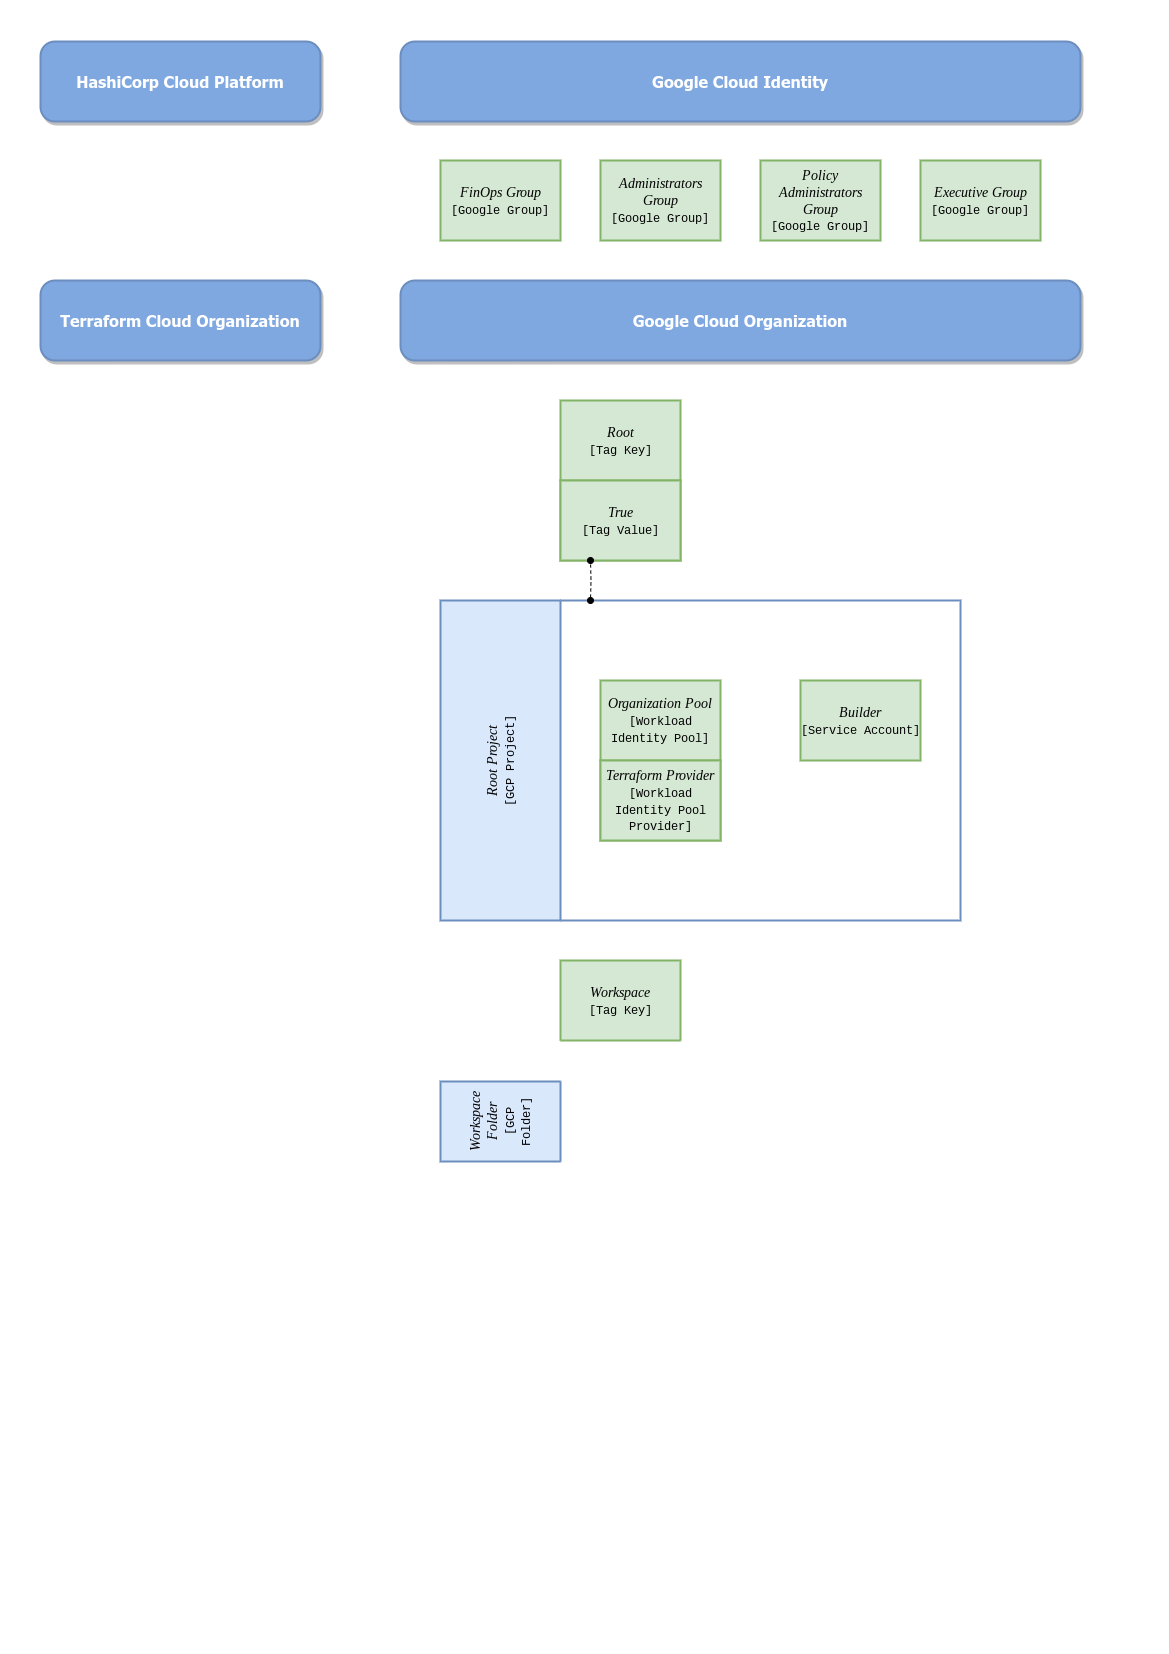 HashiCorp Cloud Platform
Google Cloud Identity
FinOps Group
[Google Group]
Administrators
Group
[Google Group]
Policy
Administrators
Group
[Google Group]
Executive Group
[Google Group]
Terraform Cloud Organization
Google Cloud Organization
Root
[Tag Key]
True
[Tag Value]
Root Project
[GCP Project]
Organization Pool
[Workload
Identity Pool]
Terraform Provider
[Workload
Identity Pool
Provider]
Builder
[Service Account]
Workspace
[Tag Key]
Workspace
Folder
[GCP
Folder]